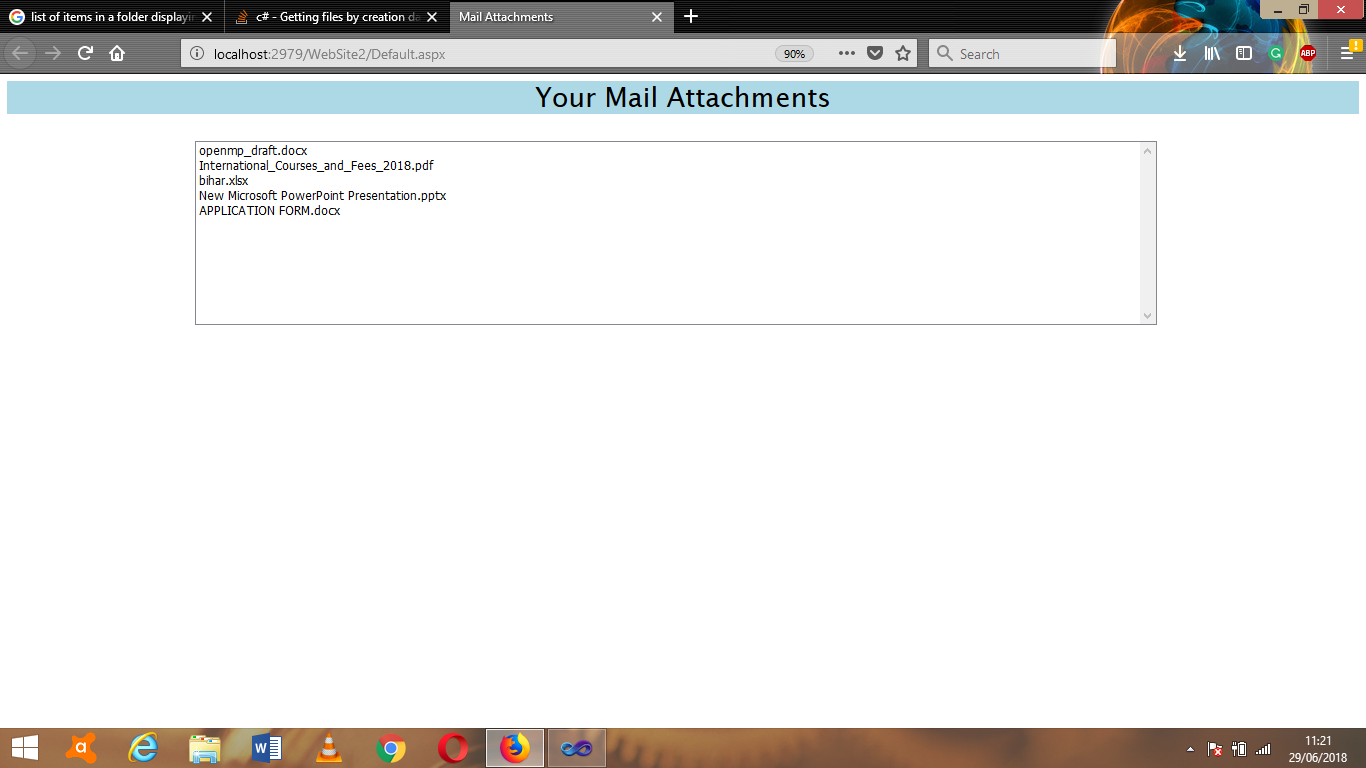 list of items in a folder displayin
c# - Getting files by creation da
Mail Attachments
localhost:2979/WebSite2/Default.aspx
90%
Search
G
ABP
Your Mail Attachments
openmp_draft.docx
International_Courses_and_Fees_2018.pdf
bihar.xlsx
New Microsoft PowerPoint Presentation.pptx
APPLICATION FORM.docx
11:21
29/06/2018